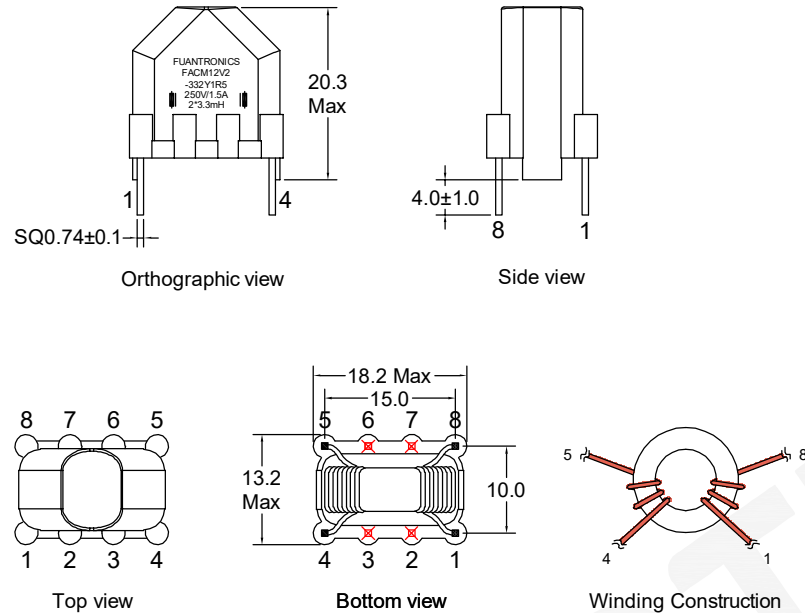 FUANTRONICS
FACM12V2
-332Y1R5
250V/1.5A
2*3.3mH
20.3
Max
1
4
SQ0.74±0.1
Orthographic view
4.0±1.0
8
1
Side view
8 7 6 5
1 2 3 4
Top view
18.2 Max
15.0
5 6 7 8
13.2
Max
10.0
4 3 2 1
Bottom view
5
8
4
1
Winding Construction